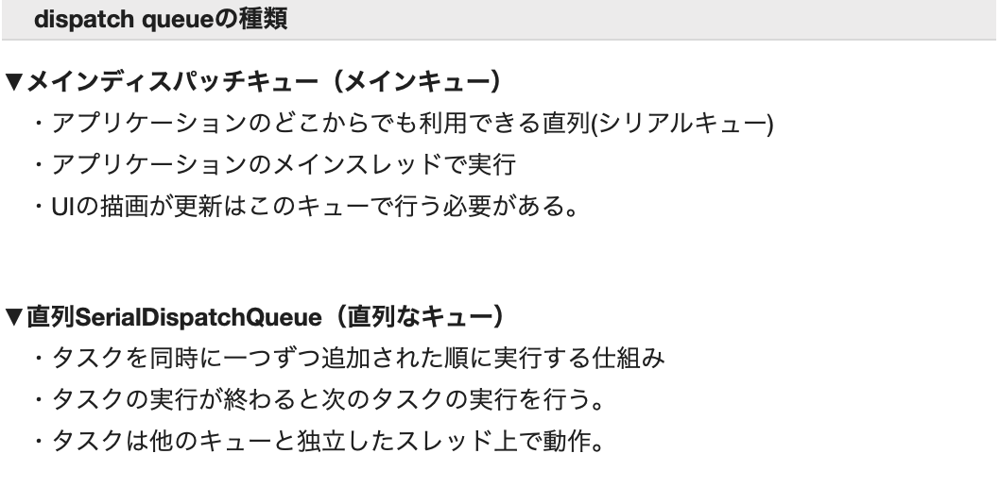 dispatch queueの種類
▼メインディスパッチキュー（メインキュー）
・アプリケーションのどこからでも利用できる直列(シリアルキュー)
・アプリケーションのメインスレッドで実行
・UIの描画が更新はこのキューで行う必要がある。
▼直列SerialDispatchQueue（直列なキュー）
・タスクを同時に一つずつ追加された順に実行する仕組み
・タスクの実行が終わると次のタスクの実行を行う。
・タスクは他のキューと独立したスレッド上で動作。